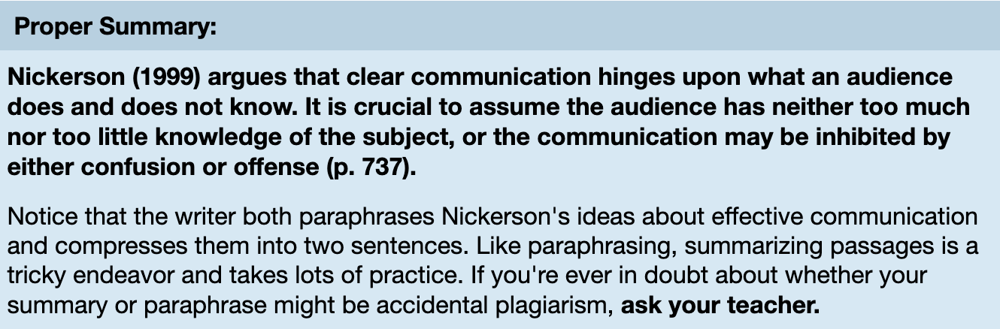 Proper Summary:
Nickerson (1999) argues that clear communication hinges upon what an audience
does and does not know. It is crucial to assume the audience has neither too much
nor too little knowledge of the subject, or the communication may be inhibited by
either confusion or offense (p. 737).
Notice that the writer both paraphrases Nickerson's ideas about effective communication
and compresses them into two sentences. Like paraphrasing, summarizing passages is a
tricky endeavor and takes lots of practice. If you're ever in doubt about whether your
summary or paraphrase might be accidental plagiarism, ask your teacher.